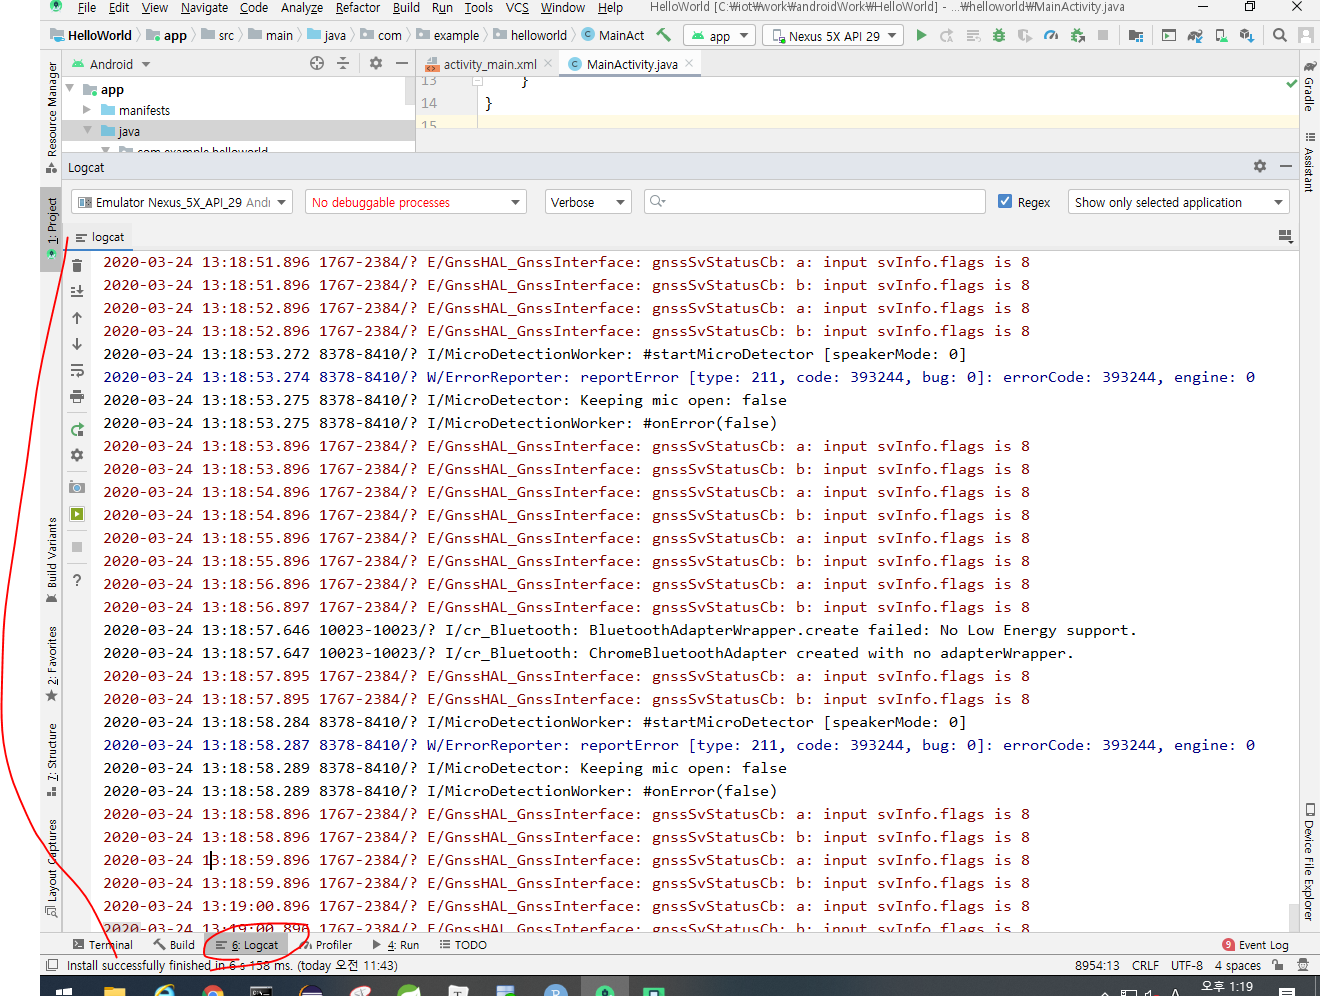 File Edit View Navigate Code Analyze Refactor Build Run Tools VCS Window Help HelloWorld [C:₩iot₩work₩androidWork₩HelloWorld] - ...₩helloworld₩MainActivity.java
HelloWorld app src main java com example helloworld MainAct app Nexus 5X API 29
Android activity_main.xml MainActivity.java
13 }
14 }
15
app
manifests
java
com.example.helloworld
Logcat
Emulator Nexus_5X_API_29 Andr No debuggable processes Verbose Regex Show only selected application
logcat
2020-03-24 13:18:51.896 1767-2384/? E/GnssHAL_GnssInterface: gnssSvStatusCb: a: input svInfo.flags is 8
2020-03-24 13:18:51.896 1767-2384/? E/GnssHAL_GnssInterface: gnssSvStatusCb: b: input svInfo.flags is 8
2020-03-24 13:18:52.896 1767-2384/? E/GnssHAL_GnssInterface: gnssSvStatusCb: a: input svInfo.flags is 8
2020-03-24 13:18:52.896 1767-2384/? E/GnssHAL_GnssInterface: gnssSvStatusCb: b: input svInfo.flags is 8
2020-03-24 13:18:53.272 8378-8410/? I/MicroDetectionWorker: #startMicroDetector [speakerMode: 0]
2020-03-24 13:18:53.274 8378-8410/? W/ErrorReporter: reportError [type: 211, code: 393244, bug: 0]: errorCode: 393244, engine: 0
2020-03-24 13:18:53.275 8378-8410/? I/MicroDetector: Keeping mic open: false
2020-03-24 13:18:53.275 8378-8410/? I/MicroDetectionWorker: #onError(false)
2020-03-24 13:18:53.896 1767-2384/? E/GnssHAL_GnssInterface: gnssSvStatusCb: a: input svInfo.flags is 8
2020-03-24 13:18:53.896 1767-2384/? E/GnssHAL_GnssInterface: gnssSvStatusCb: b: input svInfo.flags is 8
2020-03-24 13:18:54.896 1767-2384/? E/GnssHAL_GnssInterface: gnssSvStatusCb: a: input svInfo.flags is 8
2020-03-24 13:18:54.896 1767-2384/? E/GnssHAL_GnssInterface: gnssSvStatusCb: b: input svInfo.flags is 8
2020-03-24 13:18:55.896 1767-2384/? E/GnssHAL_GnssInterface: gnssSvStatusCb: a: input svInfo.flags is 8
2020-03-24 13:18:55.896 1767-2384/? E/GnssHAL_GnssInterface: gnssSvStatusCb: b: input svInfo.flags is 8
2020-03-24 13:18:56.896 1767-2384/? E/GnssHAL_GnssInterface: gnssSvStatusCb: a: input svInfo.flags is 8
2020-03-24 13:18:56.897 1767-2384/? E/GnssHAL_GnssInterface: gnssSvStatusCb: b: input svInfo.flags is 8
2020-03-24 13:18:57.646 10023-10023/? I/cr_Bluetooth: BluetoothAdapterWrapper.create failed: No Low Energy support.
2020-03-24 13:18:57.647 10023-10023/? I/cr_Bluetooth: ChromeBluetoothAdapter created with no adapterWrapper.
2020-03-24 13:18:57.895 1767-2384/? E/GnssHAL_GnssInterface: gnssSvStatusCb: a: input svInfo.flags is 8
2020-03-24 13:18:57.895 1767-2384/? E/GnssHAL_GnssInterface: gnssSvStatusCb: b: input svInfo.flags is 8
2020-03-24 13:18:58.284 8378-8410/? I/MicroDetectionWorker: #startMicroDetector [speakerMode: 0]
2020-03-24 13:18:58.287 8378-8410/? W/ErrorReporter: reportError [type: 211, code: 393244, bug: 0]: errorCode: 393244, engine: 0
2020-03-24 13:18:58.289 8378-8410/? I/MicroDetector: Keeping mic open: false
2020-03-24 13:18:58.289 8378-8410/? I/MicroDetectionWorker: #onError(false)
2020-03-24 13:18:58.896 1767-2384/? E/GnssHAL_GnssInterface: gnssSvStatusCb: a: input svInfo.flags is 8
2020-03-24 13:18:58.896 1767-2384/? E/GnssHAL_GnssInterface: gnssSvStatusCb: b: input svInfo.flags is 8
2020-03-24 13:18:59.896 1767-2384/? E/GnssHAL_GnssInterface: gnssSvStatusCb: a: input svInfo.flags is 8
2020-03-24 13:18:59.896 1767-2384/? E/GnssHAL_GnssInterface: gnssSvStatusCb: b: input svInfo.flags is 8
2020-03-24 13:19:00.896 1767-2384/? E/GnssHAL_GnssInterface: gnssSvStatusCb: a: input svInfo.flags is 8
2020-03-24 13:19:00.896 1767-2384/? E/GnssHAL_GnssInterface: gnssSvStatusCb: b: input svInfo.flags is 8
Resource Manager
1: Project
Build Variants
2: Favorites
7: Structure
Layout Captures
Gradle
Assistant
Device File Explorer
Terminal Build 6: Logcat Profiler 4: Run TODO 9 Event Log
Install successfully finished in 6 s 158 ms. (today 오전 11:43) 8954:13 CRLF UTF-8 4 spaces
오후 1:19